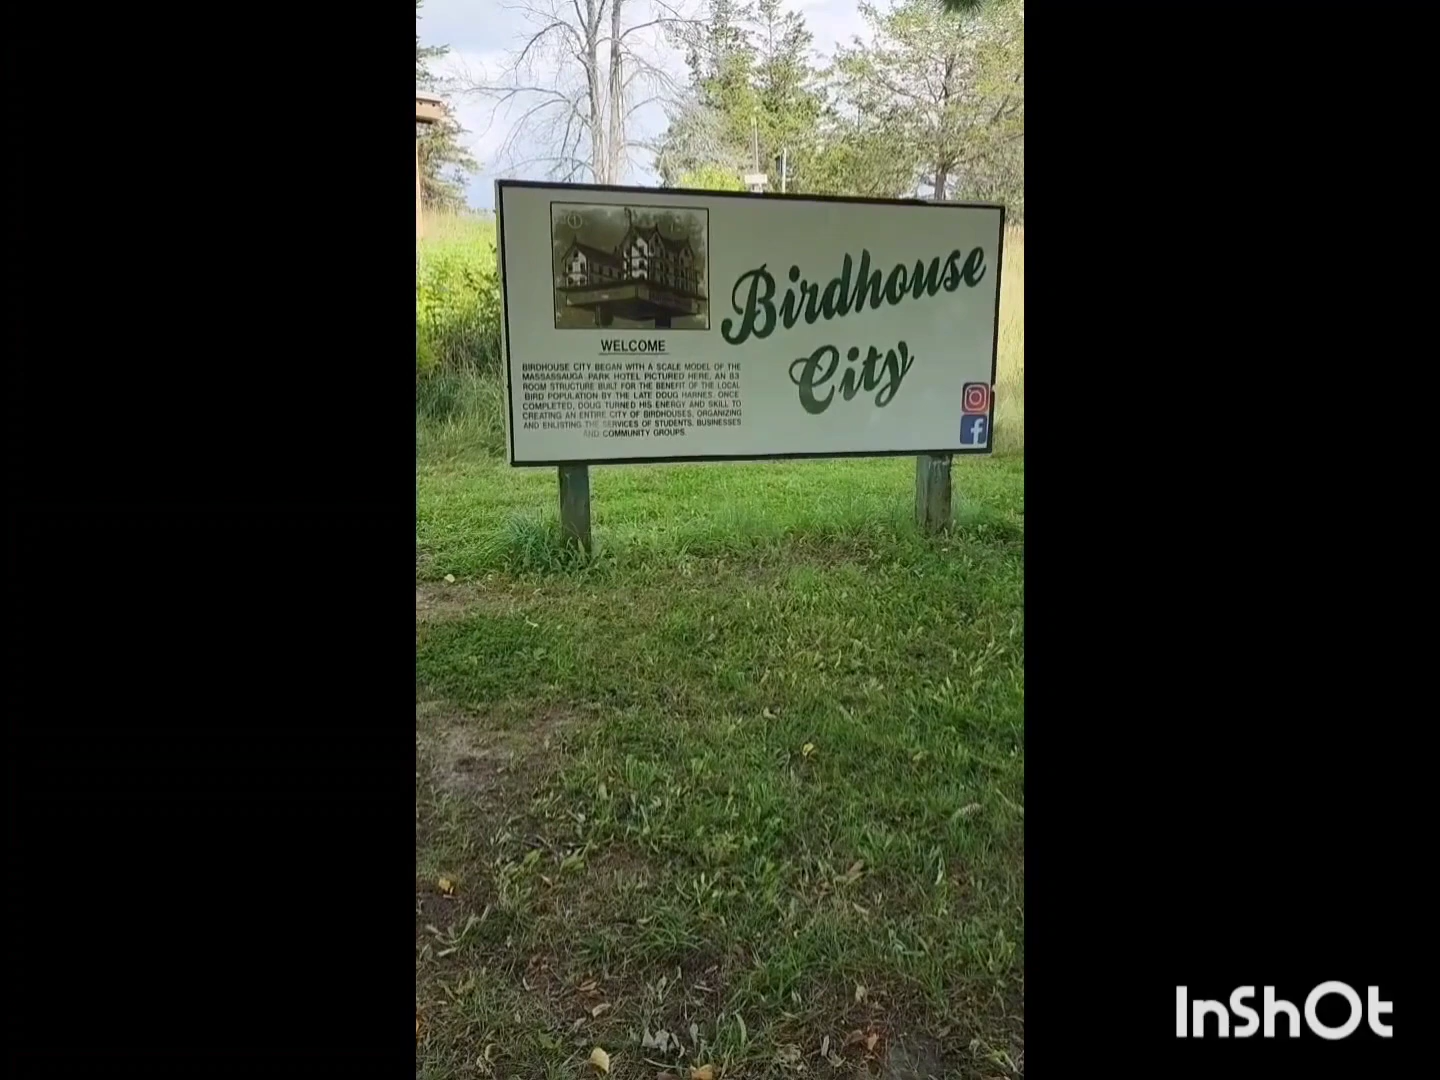 Birdhouse
City
WELCOME
BIRDHOUSE CITY BEGAN WITH A SCALE MODEL OF THE
MASSASSAUGA PARK HOTEL PICTURED HERE, AN 83
ROOM STRUCTURE BUILT FOR THE BENEFIT OF THE LOCAL
BIRD POPULATION BY THE LATE DOUG HARNES. ONCE
COMPLETED, DOUG TURNED HIS ENERGY AND SKILL TO
CREATING AN ENTIRE CITY OF BIRDHOUSES, ORGANIZING
AND ENLISTING THE SERVICES OF STUDENTS, BUSINESSES
AND COMMUNITY GROUPS.
InShOt